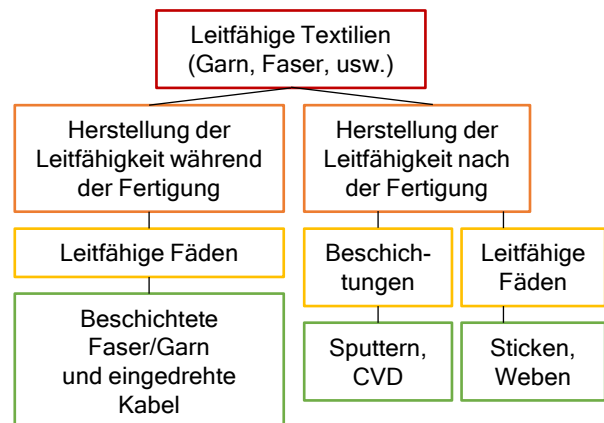 Leitfähige Textilien
(Garn, Faser, usw.)
Herstellung der
Leitfähigkeit während
der Fertigung
Herstellung der
Leitfähigkeit nach
der Fertigung
Leitfähige Fäden
Beschich-
tungen
Leitfähige
Fäden
Beschichtete
Faser/Garn
und eingedrehte
Kabel
Sputtern,
CVD
Sticken,
Weben